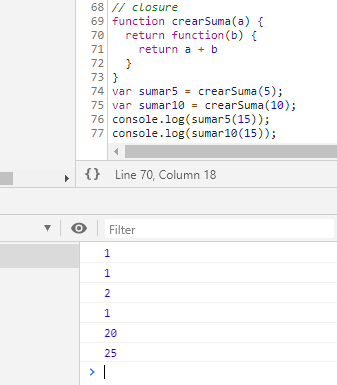 68 // closure
69 function crearSuma(a) {
70   return function(b) {
71     return a + b
72   }
73 }
74 var sumar5 = crearSuma(5);
75 var sumar10 = crearSuma(10);
76 console.log(sumar5(15));
77 console.log(sumar10(15));
{} Line 70, Column 18
Filter
1
1
2
1
20
25
>